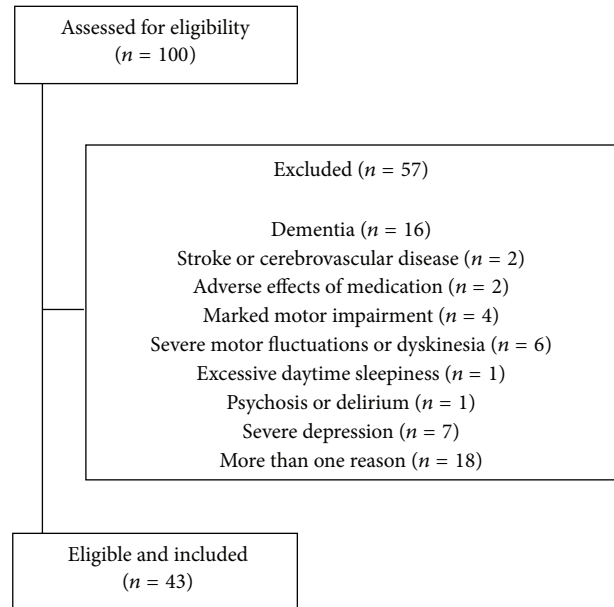 Assessed for eligibility
(n = 100)
Excluded (n = 57)
Dementia (n = 16)
Stroke or cerebrovascular disease (n = 2)
Adverse effects of medication (n = 2)
Marked motor impairment (n = 4)
Severe motor fluctuations or dyskinesia (n = 6)
Excessive daytime sleepiness (n = 1)
Psychosis or delirium (n = 1)
Severe depression (n = 7)
More than one reason (n = 18)
Eligible and included
(n = 43)